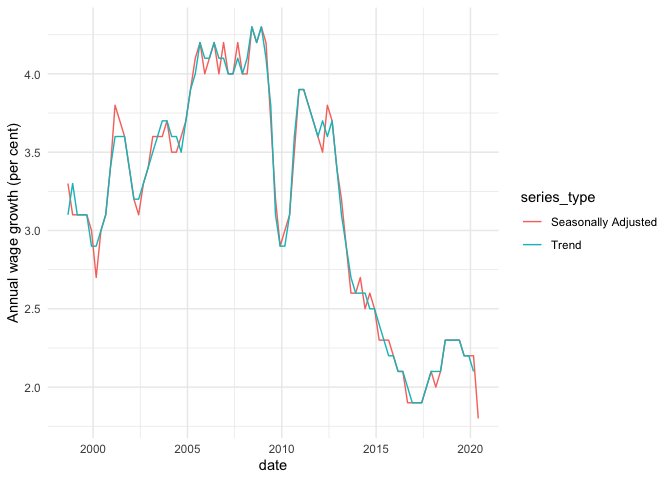 Annual wage growth (per cent)
4.0
3.5
3.0
2.5
2.0
2000
2005
2010
2015
2020
date
series_type
Seasonally Adjusted
Trend